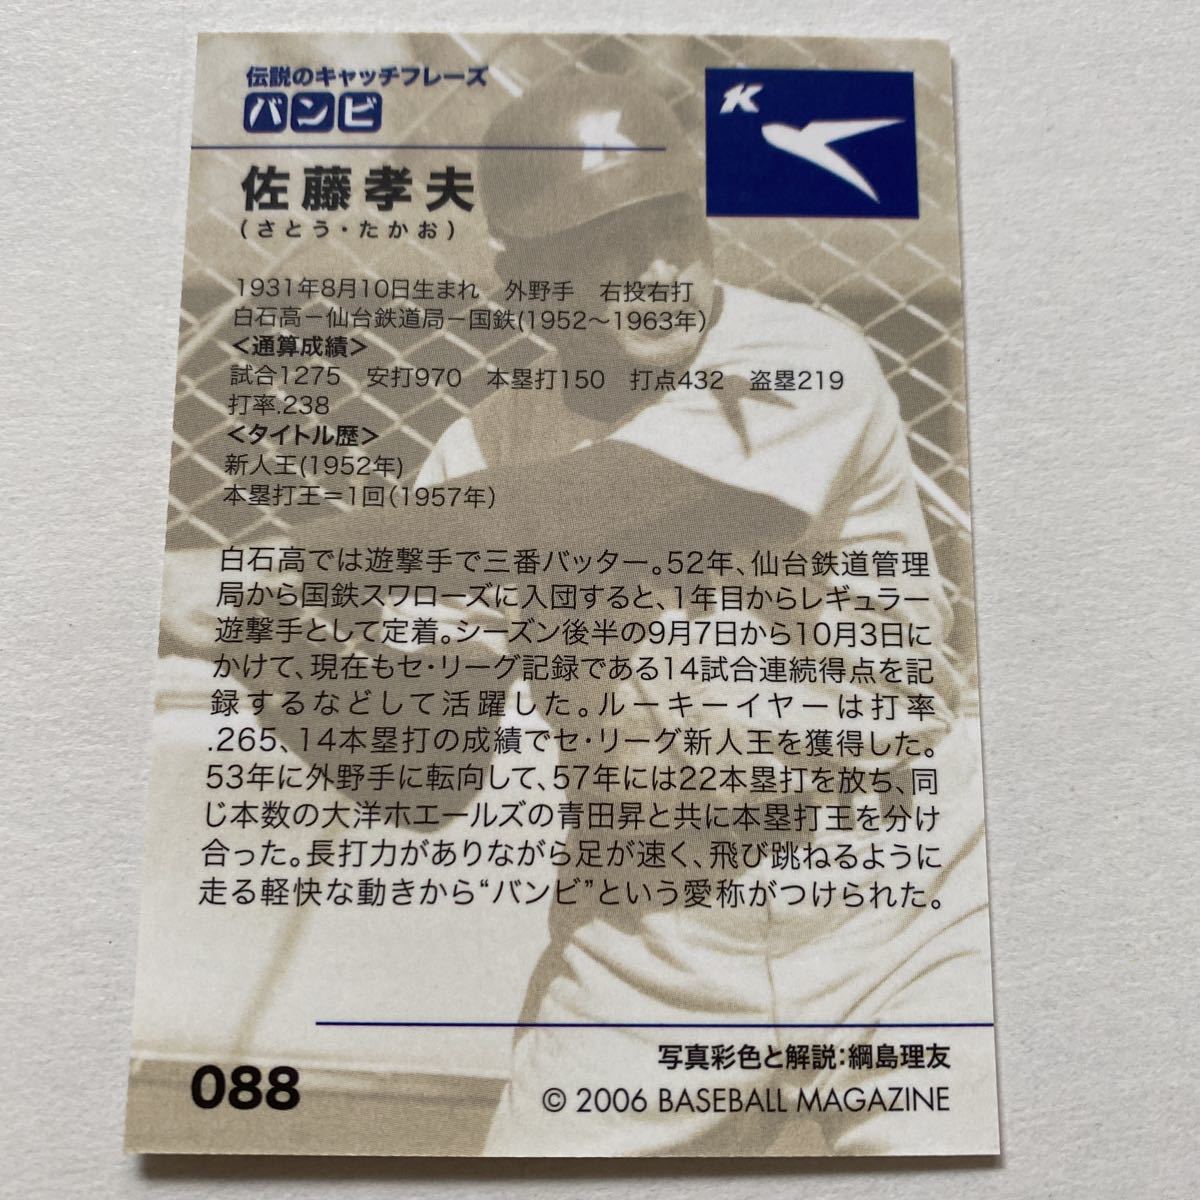 伝説のキャッチフレーズ
バンビ
K
佐藤孝夫
(さとう・たかお)
1931年8月10日生まれ 外野手 右投右打
白石高－仙台鉄道局－国鉄(1952～1963年)
＜通算成績＞
試合1275 安打970 本塁打150 打点432 盗塁219
打率.238
＜タイトル歴＞
新人王(1952年)
本塁打王＝1回(1957年)
白石高では遊撃手で三番バッター。52年、仙台鉄道管理
局から国鉄スワローズに入団すると、1年目からレギュラー
遊撃手として定着。シーズン後半の9月7日から10月3日に
かけて、現在もセ・リーグ記録である14試合連続得点を記
録するなどして活躍した。ルーキーイヤーは打率
.265、14本塁打の成績でセ・リーグ新人王を獲得した。
53年に外野手に転向して、57年には22本塁打を放ち、同
じ本数の大洋ホエールズの青田昇と共に本塁打王を分け
合った。長打力がありながら足が速く、飛び跳ねるように
走る軽快な動きから“バンビ”という愛称がつけられた。
写真彩色と解説：綱島理友
088
© 2006 BASEBALL MAGAZINE